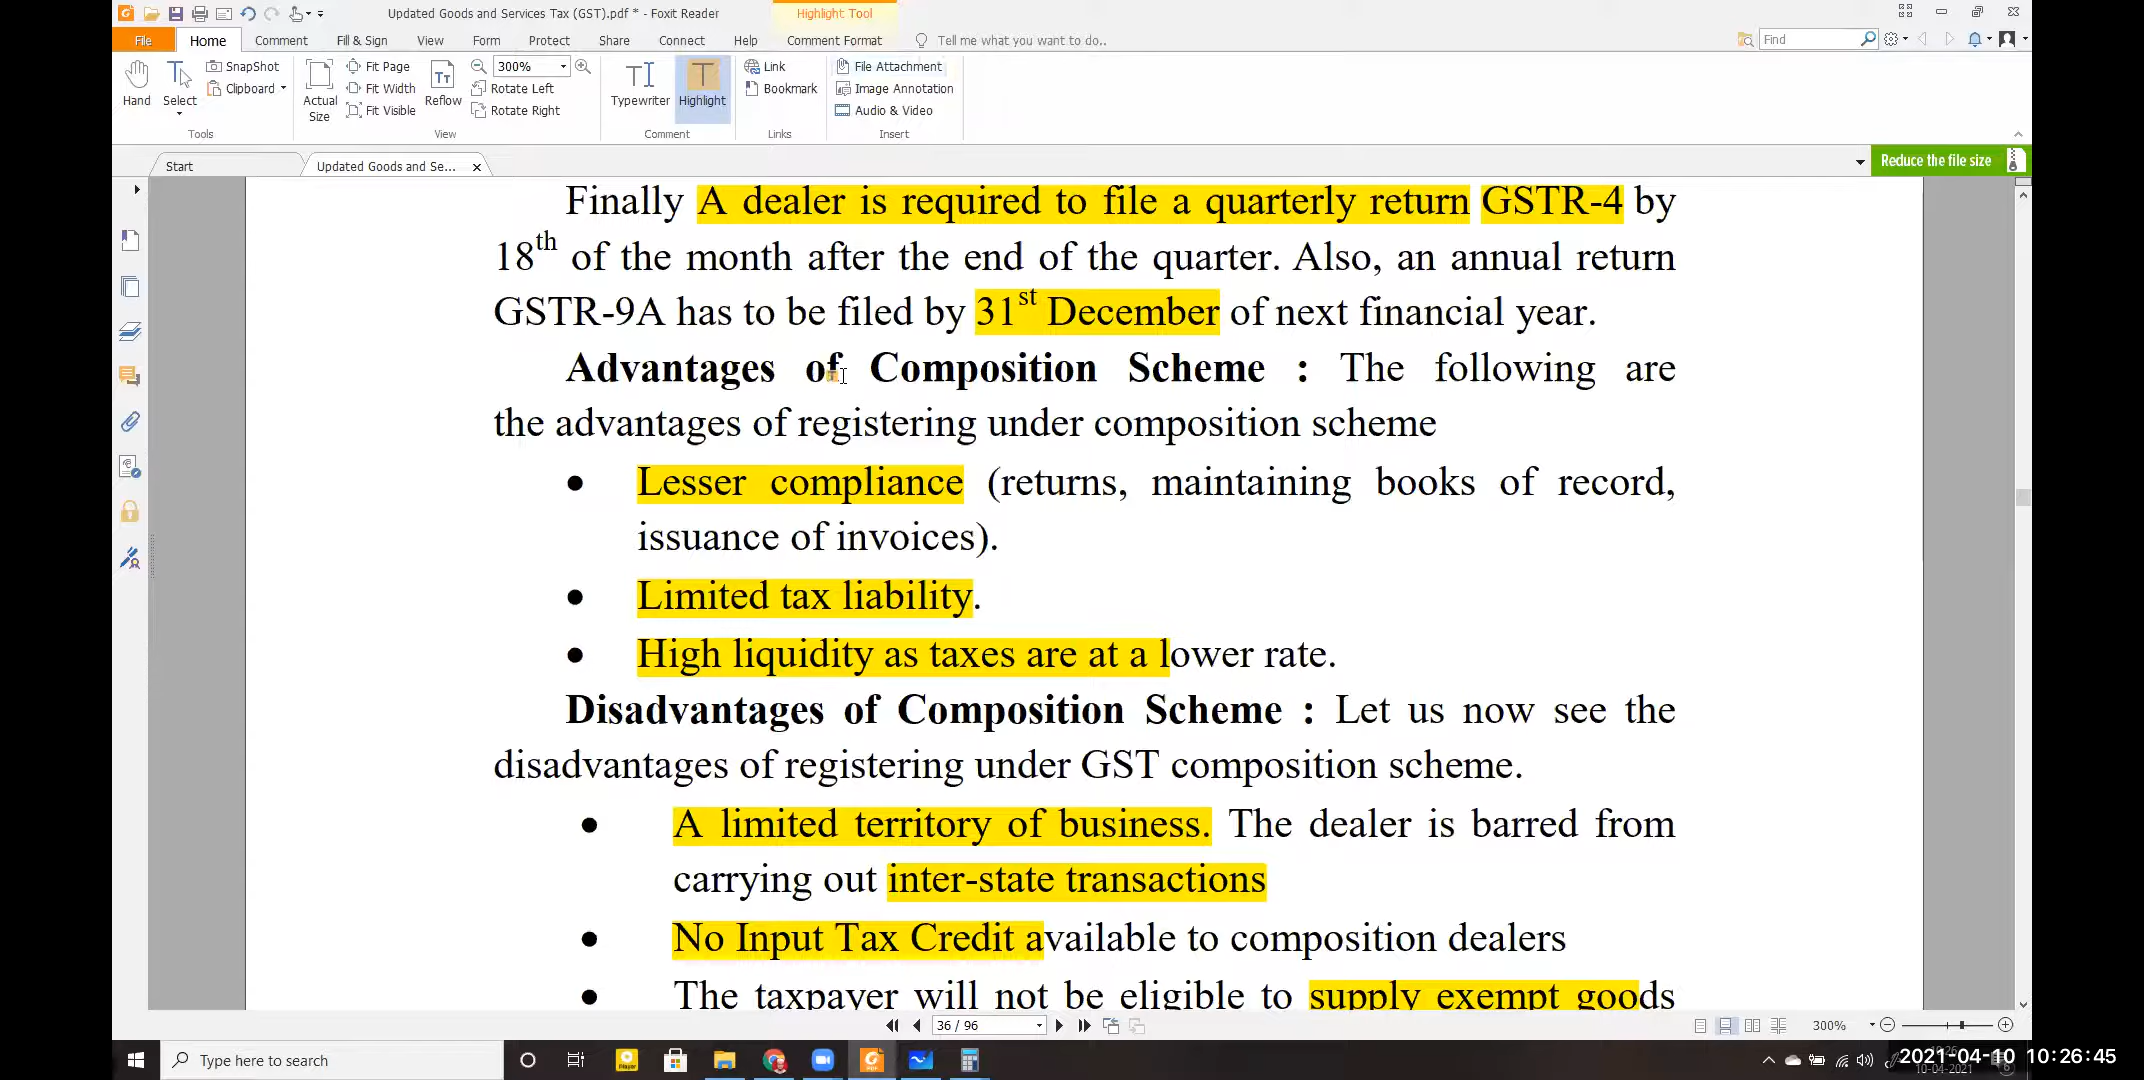 Updated Goods and Services Tax (GST).pdf * - Foxit Reader
Highlight Tool
File Home Comment Fill & Sign View Form Protect Share Connect Help Comment Format Tell me what you want to do.. Find
Hand Select SnapShot Clipboard Actual Size Fit Page Fit Width Fit Visible Reflow 300% Rotate Left Rotate Right Typewriter Highlight Link Bookmark File Attachment Image Annotation Audio & Video
Tools View Comment Links Insert
Start Updated Goods and Se... Reduce the file size
Finally A dealer is required to file a quarterly return GSTR-4 by
18th of the month after the end of the quarter. Also, an annual return
GSTR-9A has to be filed by 31st December of next financial year.
Advantages of Composition Scheme : The following are
the advantages of registering under composition scheme
• Lesser compliance (returns, maintaining books of record,
issuance of invoices).
• Limited tax liability.
• High liquidity as taxes are at a lower rate.
Disadvantages of Composition Scheme : Let us now see the
disadvantages of registering under GST composition scheme.
• A limited territory of business. The dealer is barred from
carrying out inter-state transactions
• No Input Tax Credit available to composition dealers
• The taxpayer will not be eligible to supply exempt goods
36 / 96 300%
Type here to search
2021-04-10 10:26:45
10-04-2021